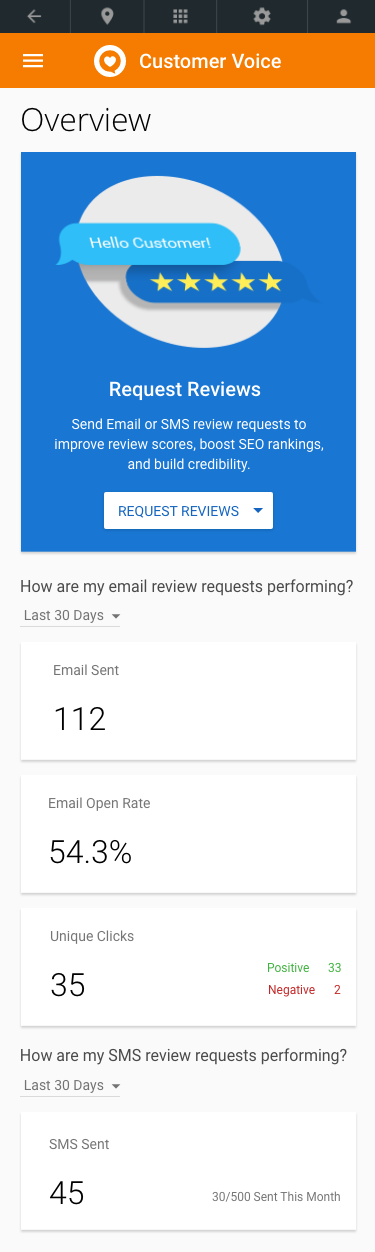 Customer Voice
Overview
Hello Customer!
Request Reviews
Send Email or SMS review requests to
improve review scores, boost SEO rankings,
and build credibility.
REQUEST REVIEWS
How are my email review requests performing?
Last 30 Days
Email Sent
112
Email Open Rate
54.3%
Unique Clicks
35
Positive 33
Negative 2
How are my SMS review requests performing?
Last 30 Days
SMS Sent
45
30/500 Sent This Month